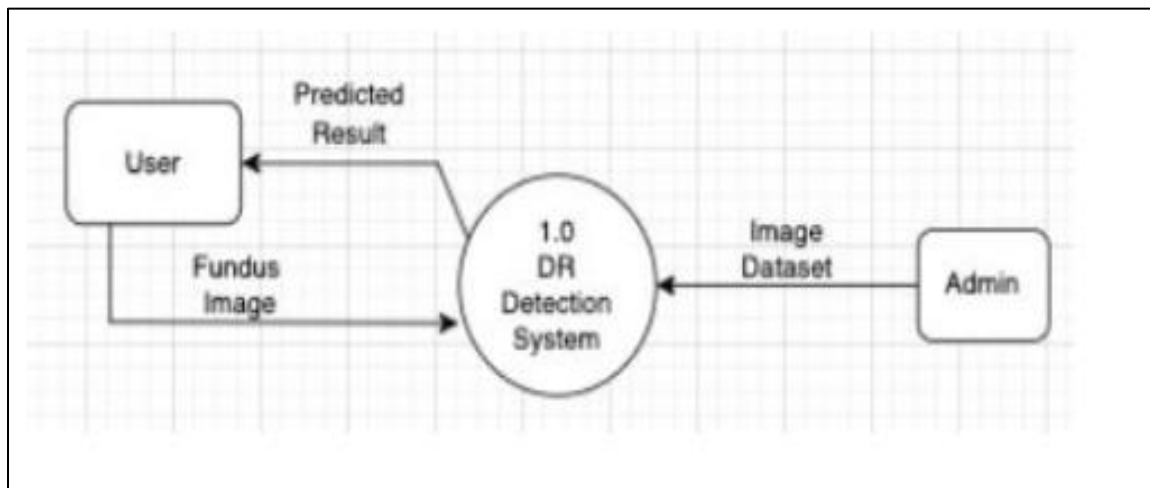 Predicted
Result
User
1.0
DR
Detection
System
Image
Dataset
Admin
Fundus
Image